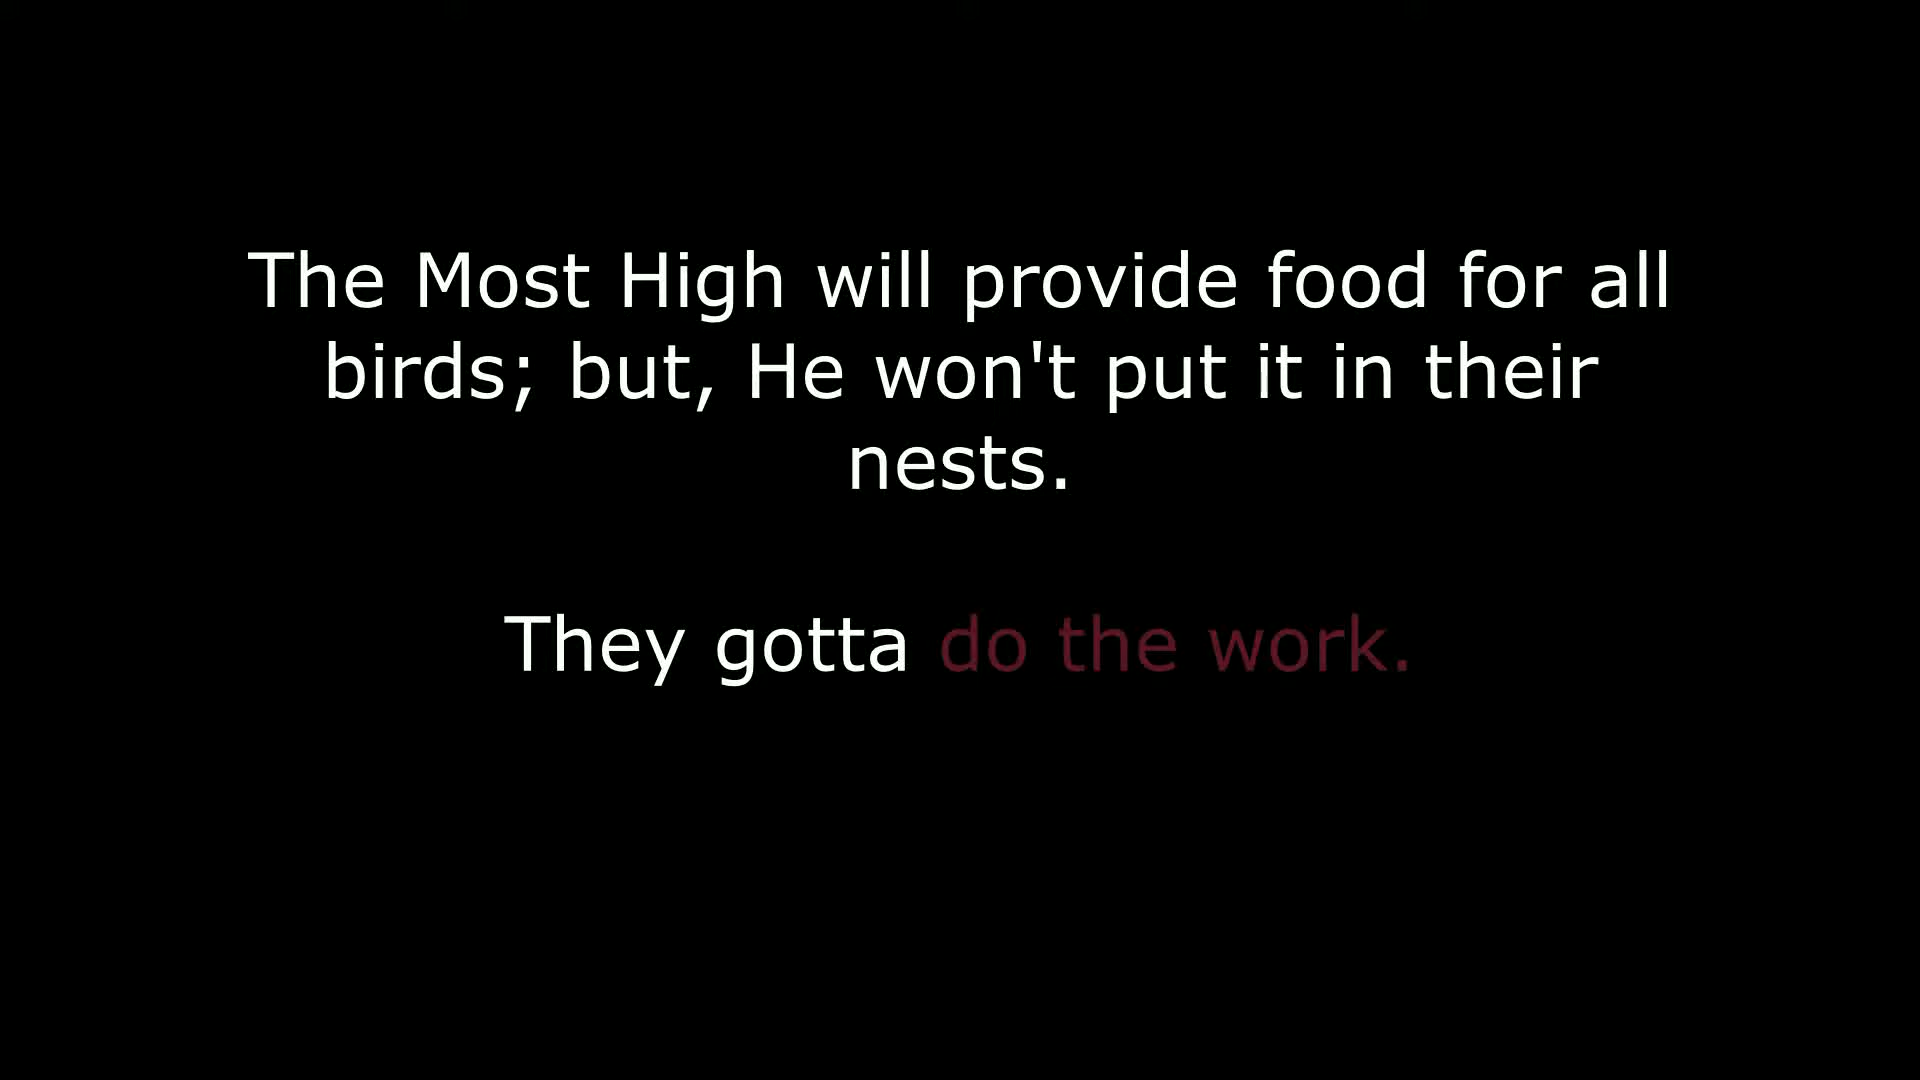 The Most High will provide food for all
birds; but, He won't put it in their
nests.
They gotta do the work.